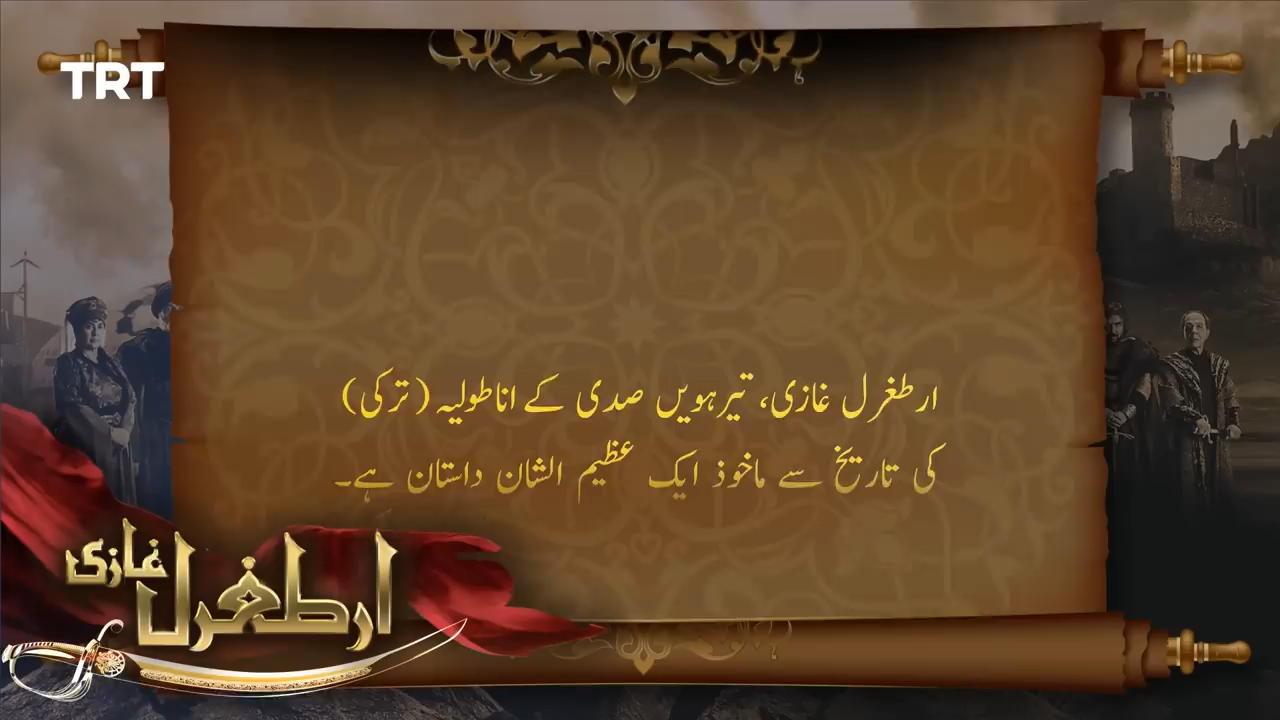 TRT
ارطغرل غازی، تیرہویں صدی کے اناطولیہ (ترکی)
کی تاریخ سے ماخوذ ایک عظیم الشان داستان ہے۔
ارطغرل غازی